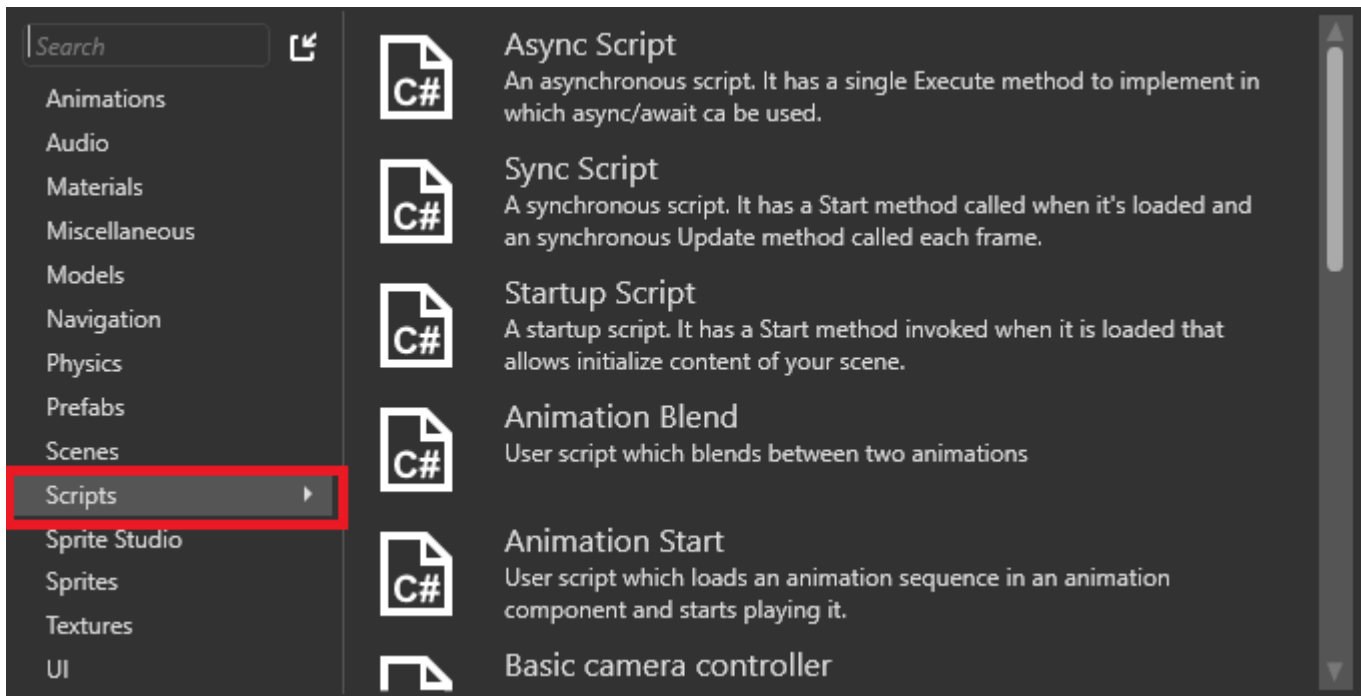 Search
Animations
Audio
Materials
Miscellaneous
Models
Navigation
Physics
Prefabs
Scenes
Scripts
Sprite Studio
Sprites
Textures
UI
C#
Async Script
An asynchronous script. It has a single Execute method to implement in
which async/await ca be used.
C#
Sync Script
A synchronous script. It has a Start method called when it's loaded and
an synchronous Update method called each frame.
C#
Startup Script
A startup script. It has a Start method invoked when it is loaded that
allows initialize content of your scene.
C#
Animation Blend
User script which blends between two animations
C#
Animation Start
User script which loads an animation sequence in an animation
component and starts playing it.
Basic camera controller